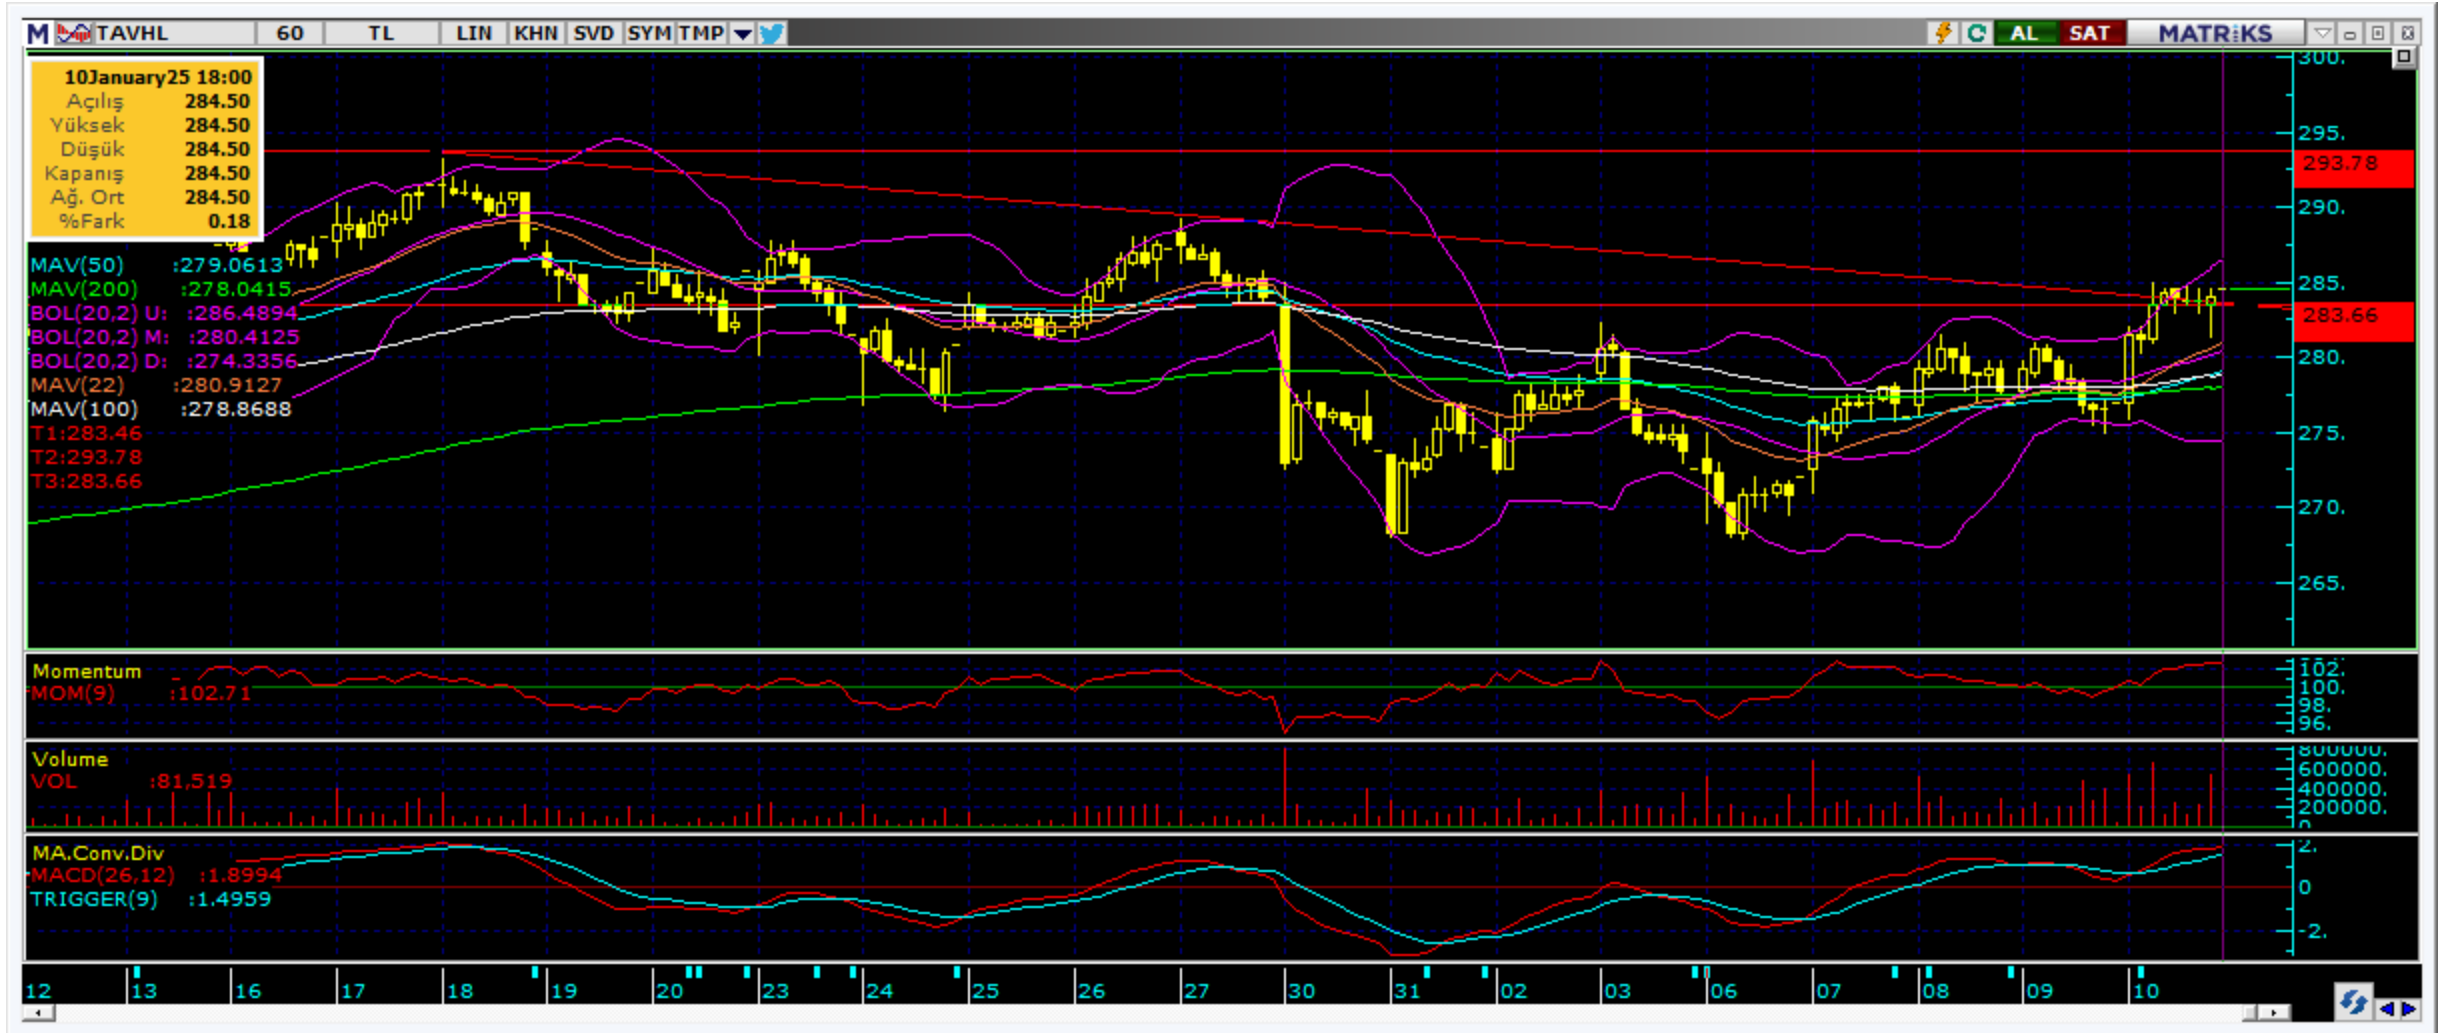 M TAVHL 60 TL LIN KHN SVD SYM TMP AL SAT MATRiKS
10January25 18:00
Açılış 284.50
Yüksek 284.50
Düşük 284.50
Kapanış 284.50
Ağ. Ort 284.50
%Fark 0.18
MAV(50) :279.0613
MAV(200) :278.0415
BOL(20,2) U: :286.4894
BOL(20,2) M: :280.4125
BOL(20,2) D: :274.3356
MAV(22) :280.9127
MAV(100) :278.8688
T1:283.46
T2:293.78
T3:283.66
300.
295.
293.78
290.
285.
283.66
280.
275.
270.
265.
Momentum
MOM(9) :102.71
102.
100.
98.
96.
Volume
VOL :81,519
800000.
600000.
400000.
200000.
0
MA.Conv.Div
MACD(26,12) :1.8994
TRIGGER(9) :1.4959
2.
0
-2.
12 13 16 17 18 19 20 23 24 25 26 27 30 31 02 03 06 07 08 09 10